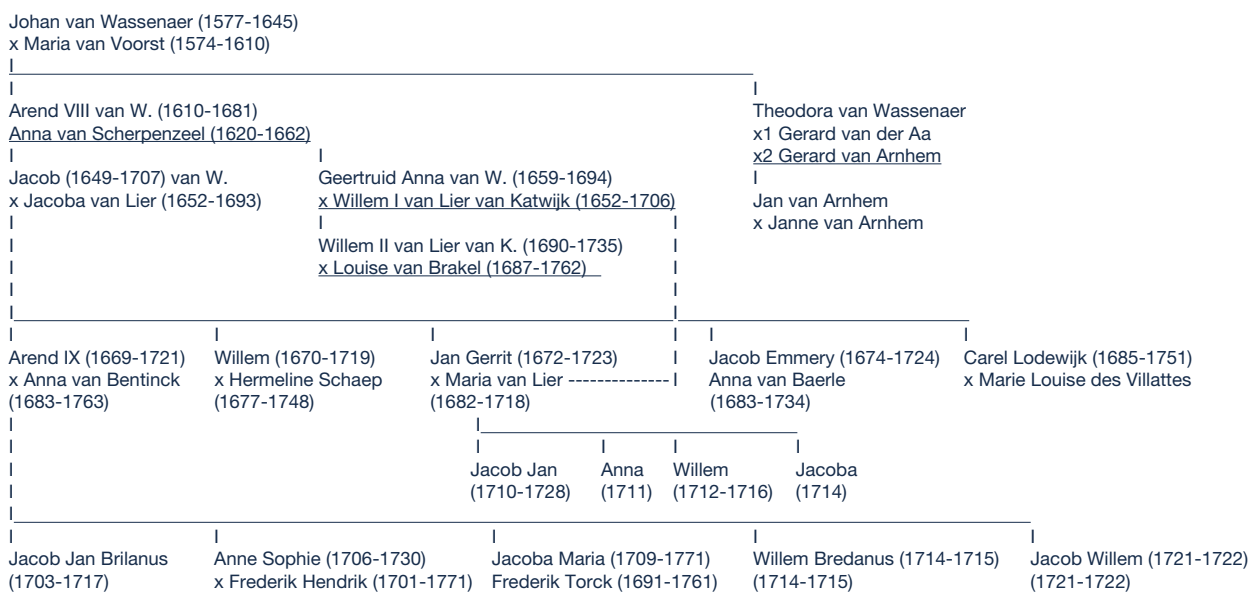 Johan van Wassenaer (1577-1645)
x Maria van Voorst (1574-1610)
Arend VIII van W. (1610-1681)
Anna van Scherpenzeel (1620-1662)
Theodora van Wassenaer
x1 Gerard van der Aa
x2 Gerard van Arnhem
Jacob (1649-1707) van W.
x Jacoba van Lier (1652-1693)
Geertruid Anna van W. (1659-1694)
x Willem I van Lier van Katwijk (1652-1706)
Jan van Arnhem
x Janne van Arnhem
Willem II van Lier van K. (1690-1735)
x Louise van Brakel (1687-1762)
Arend IX (1669-1721)
x Anna van Bentinck
(1683-1763)
Willem (1670-1719)
x Hermeline Schaep
(1677-1748)
Jan Gerrit (1672-1723)
x Maria van Lier --------------
(1682-1718)
Jacob Emmery (1674-1724)
Anna van Baerle
(1683-1734)
Carel Lodewijk (1685-1751)
x Marie Louise des Villattes
Jacob Jan
(1710-1728)
Anna
(1711)
Willem
(1712-1716)
Jacoba
(1714)
Jacob Jan Brilanus
(1703-1717)
Anne Sophie (1706-1730)
x Frederik Hendrik (1701-1771)
Jacoba Maria (1709-1771)
Frederik Torck (1691-1761)
Willem Bredanus (1714-1715)
(1714-1715)
Jacob Willem (1721-1722)
(1721-1722)